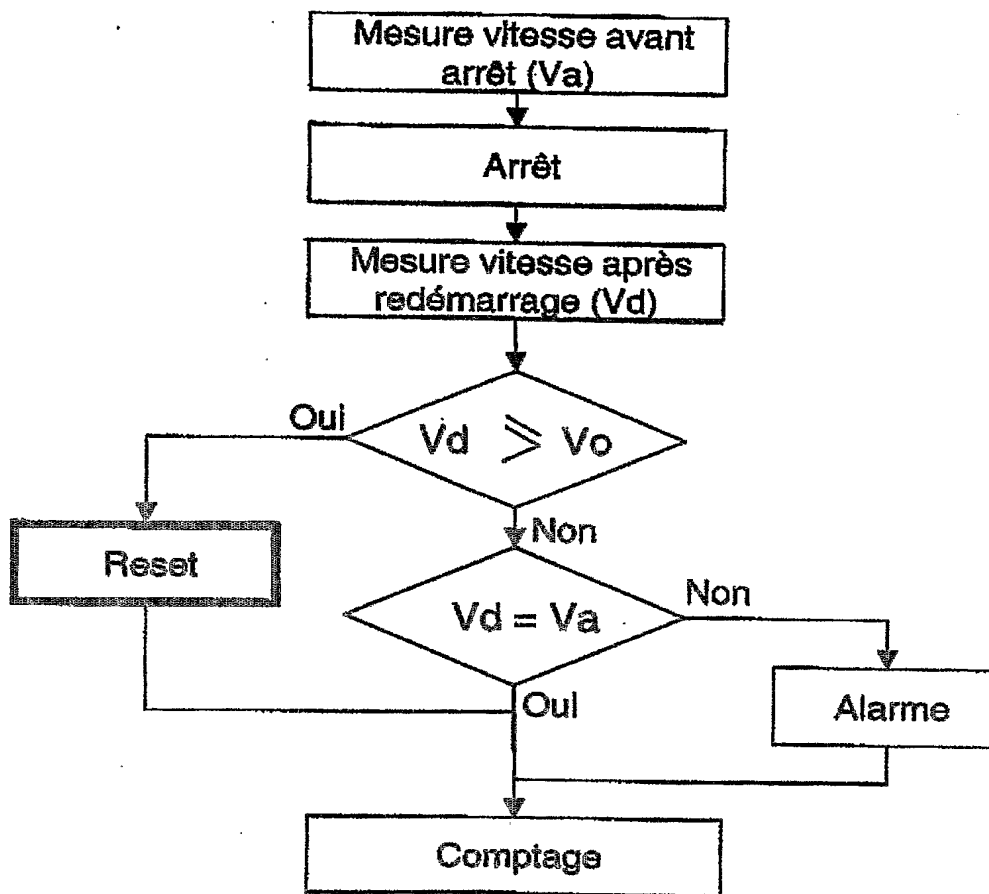 Mesure vitesse avant
arrêt (Va)
Arrêt
Mesure vitesse après
redémarrage (Vd)
Oui
Vd ⩾ Vo
Non
Reset
Vd = Va
Non
Oui
Alarme
Comptage